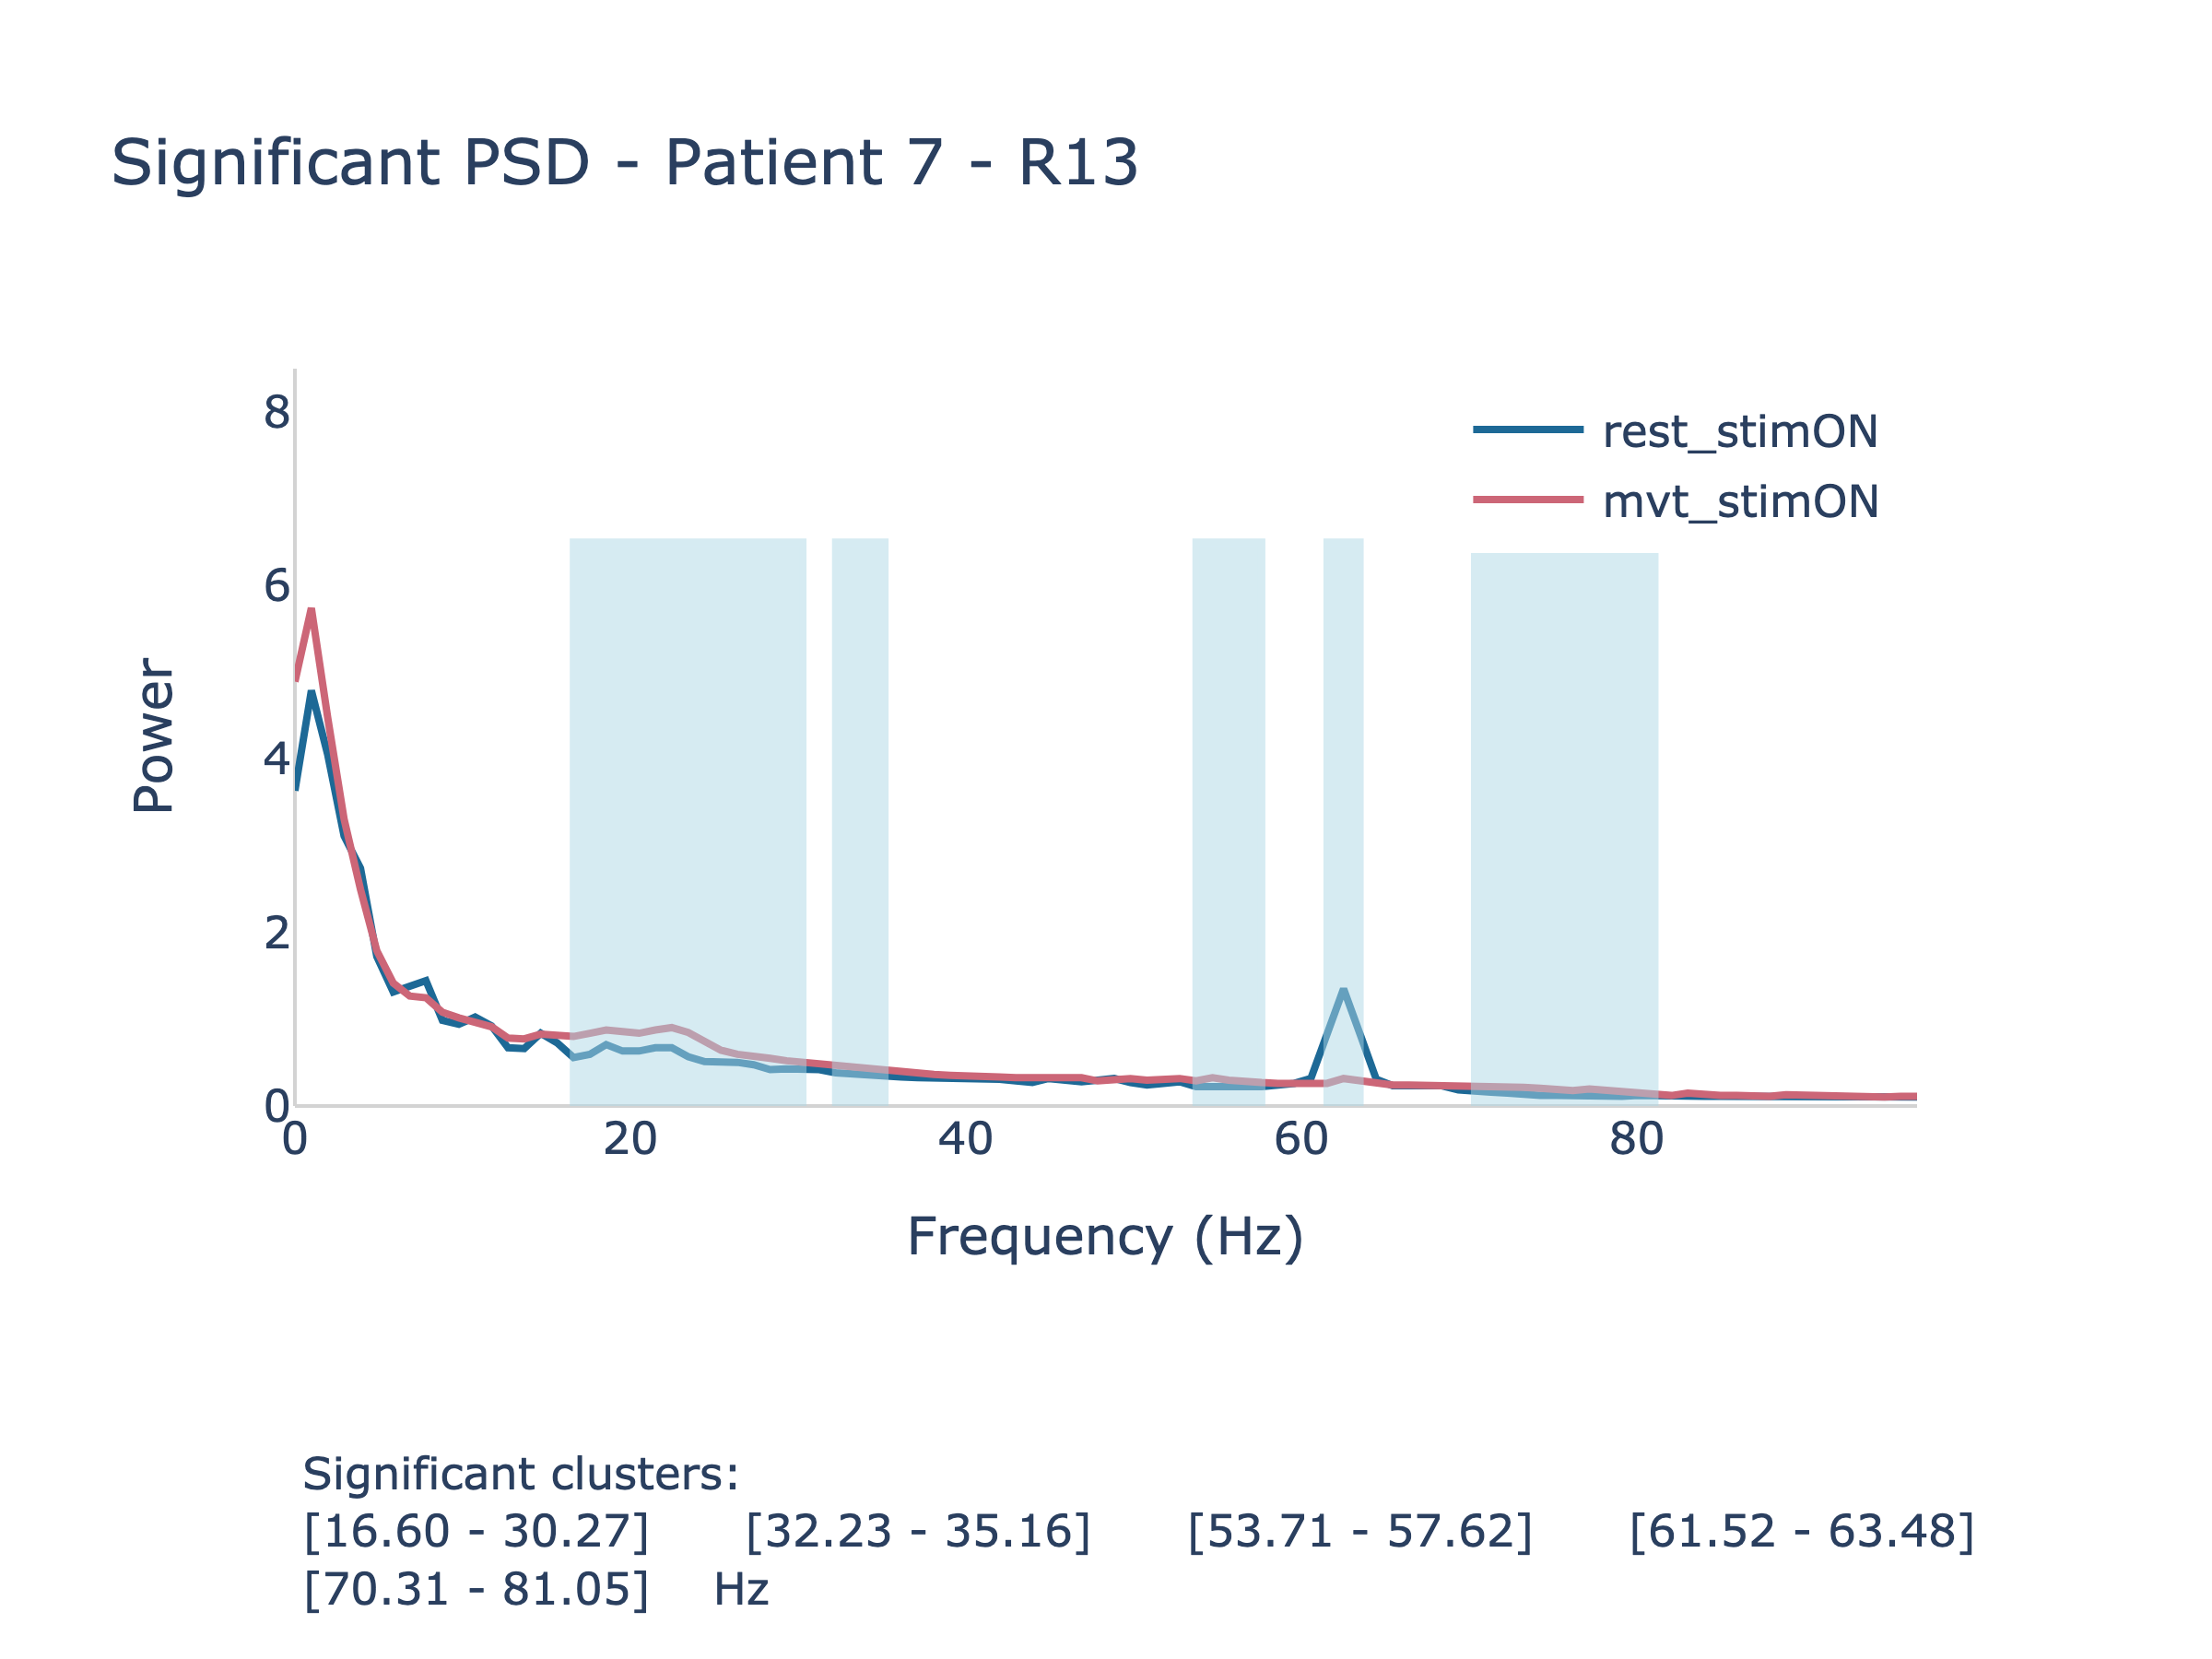 Significant PSD - Patient 7 - R13
8
6
4
2
0
Power
rest_stimON
mvt_stimON
0 20 40 60 80
Frequency (Hz)
Significant clusters:
[16.60 - 30.27] [32.23 - 35.16] [53.71 - 57.62] [61.52 - 63.48]
[70.31 - 81.05] Hz